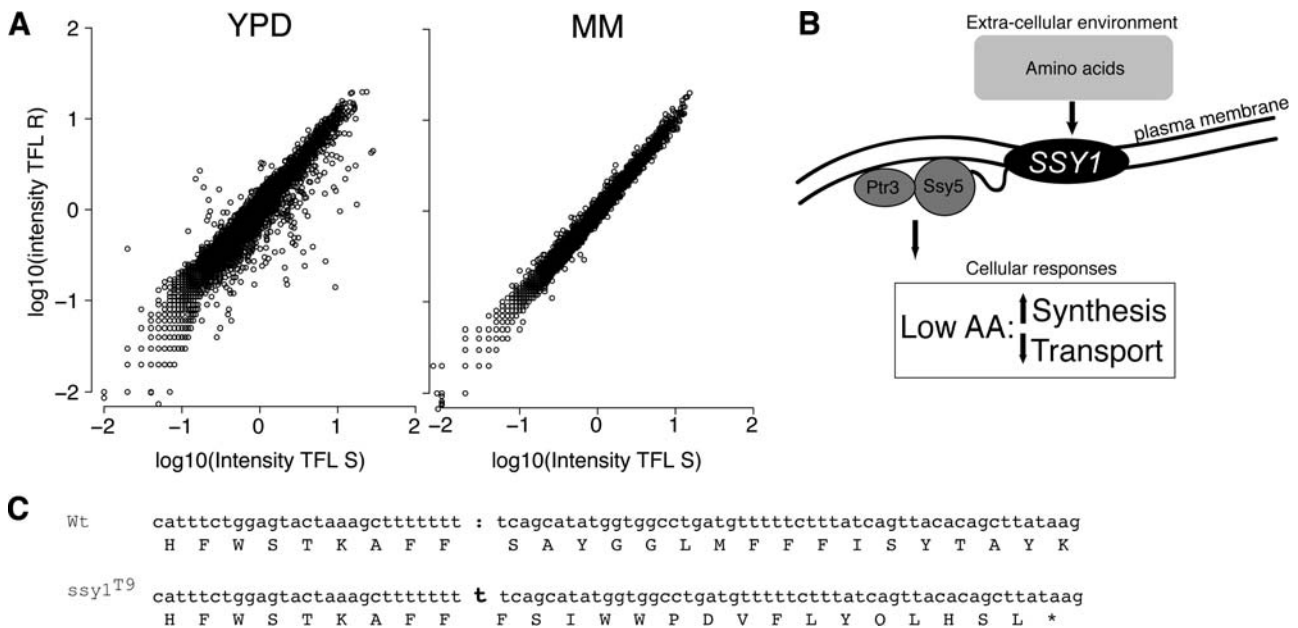 A
YPD
MM
2
1
0
−1
−2
log10(intensity TFL R)
−2 −1 0 1 2
−2 −1 0 1 2
log10(Intensity TFL S)
log10(Intensity TFL S)
B
Extra-cellular environment
Amino acids
plasma membrane
SSY1
Ptr3
Ssy5
Cellular responses
Low AA:
Synthesis
Transport
C
Wt catttctggagtactaaagcttttttt : tcagcatatggtggcctgatgtttttctttatcagttacacagcttataag
H F W S T K A F F S A Y G G L M F F F I S Y T A Y K
ssy1T9 catttctggagtactaaagcttttttt t tcagcatatggtggcctgatgtttttctttatcagttacacagcttataag
H F W S T K A F F F S I W W P D V F L Y Q L H S L *